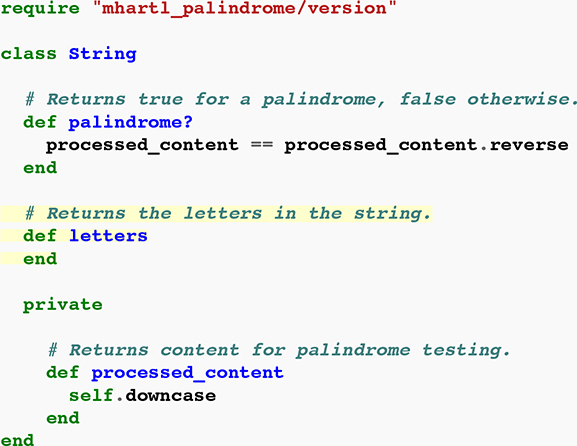 require "mhartl_palindrome/version"

class String

  # Returns true for a palindrome, false otherwise.
  def palindrome?
    processed_content == processed_content.reverse
  end

  # Returns the letters in the string.
  def letters
  end

  private

    # Returns content for palindrome testing.
    def processed_content
      self.downcase
    end
end